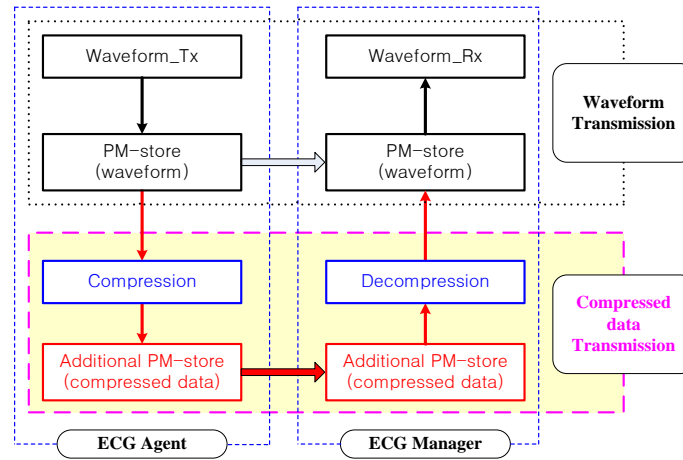 Waveform_Tx
Waveform_Rx
Waveform
Transmission
PM-store
(waveform)
PM-store
(waveform)
Compression
Decompression
Compressed
data
Transmission
Additional PM-store
(compressed data)
Additional PM-store
(compressed data)
ECG Agent
ECG Manager